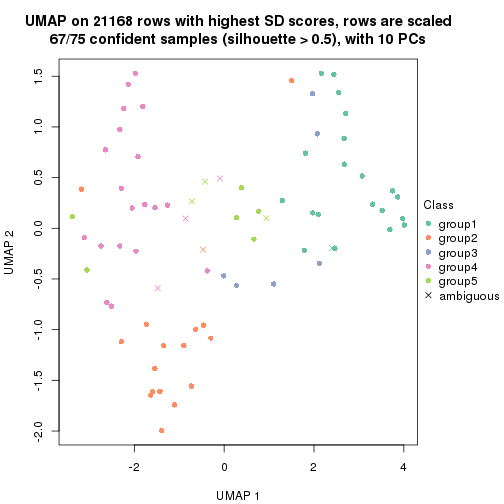 UMAP on 21168 rows with highest SD scores, rows are scaled
67/75 confident samples (silhouette > 0.5), with 10 PCs
1.5
1.0
0.5
0.0
-0.5
-1.0
-1.5
-2.0
UMAP 2
-2
0
2
4
UMAP 1
Class
group1
group2
group3
group4
group5
ambiguous